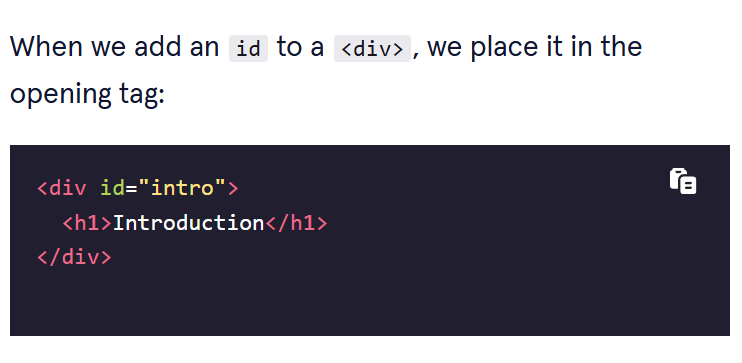 When we add an id to a <div>, we place it in the
opening tag:
<div id="intro">
  <h1>Introduction</h1>
</div>